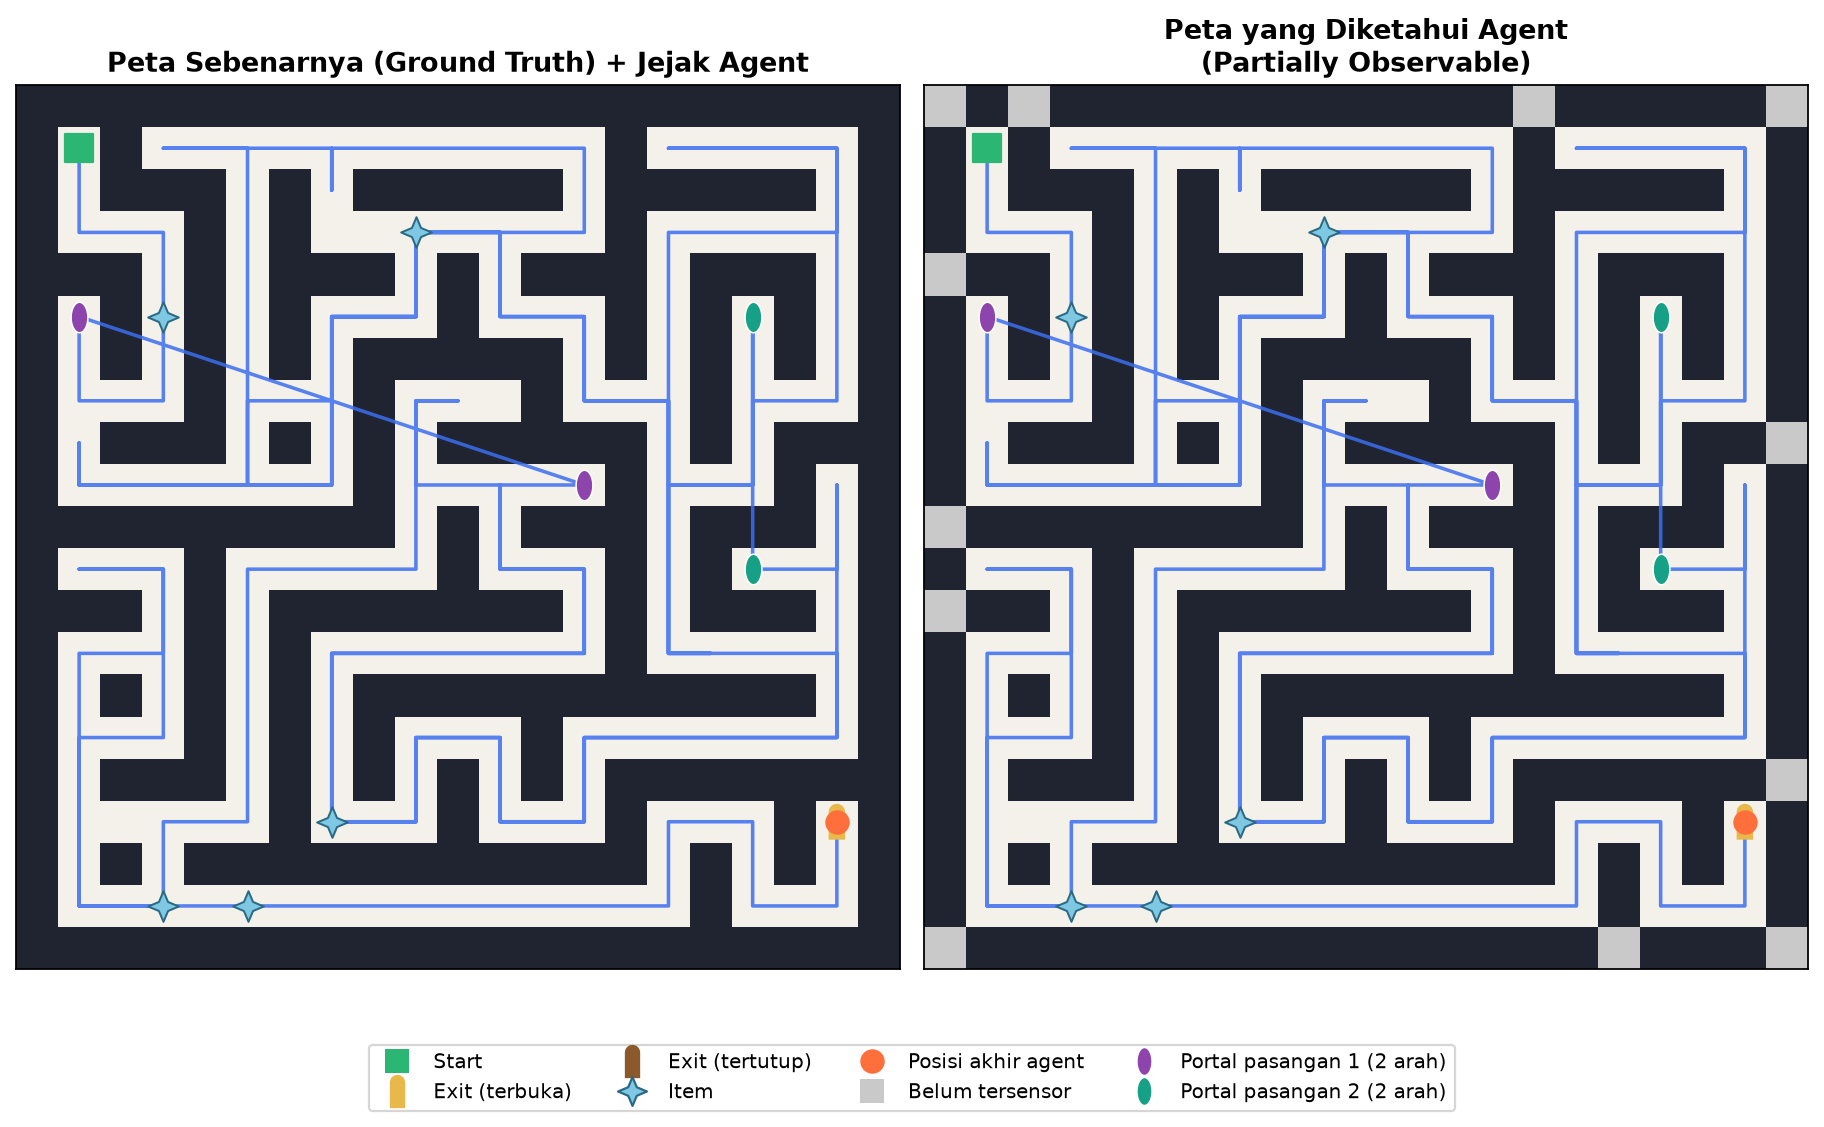 Peta Sebenarnya (Ground Truth) + Jejak Agent
Peta yang Diketahui Agent
(Partially Observable)
Start
Exit (terbuka)
Exit (tertutup)
Item
Posisi akhir agent
Belum tersensor
Portal pasangan 1 (2 arah)
Portal pasangan 2 (2 arah)